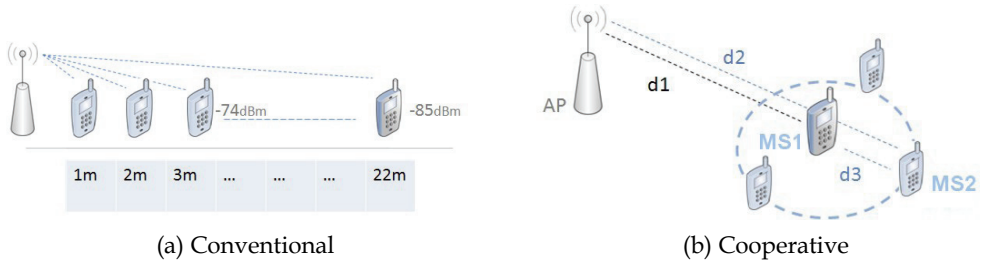 -74dBm
-85dBm
1m 2m 3m ... ... ... 22m
(a) Conventional
AP
d1
d2
MS1
d3
MS2
(b) Cooperative